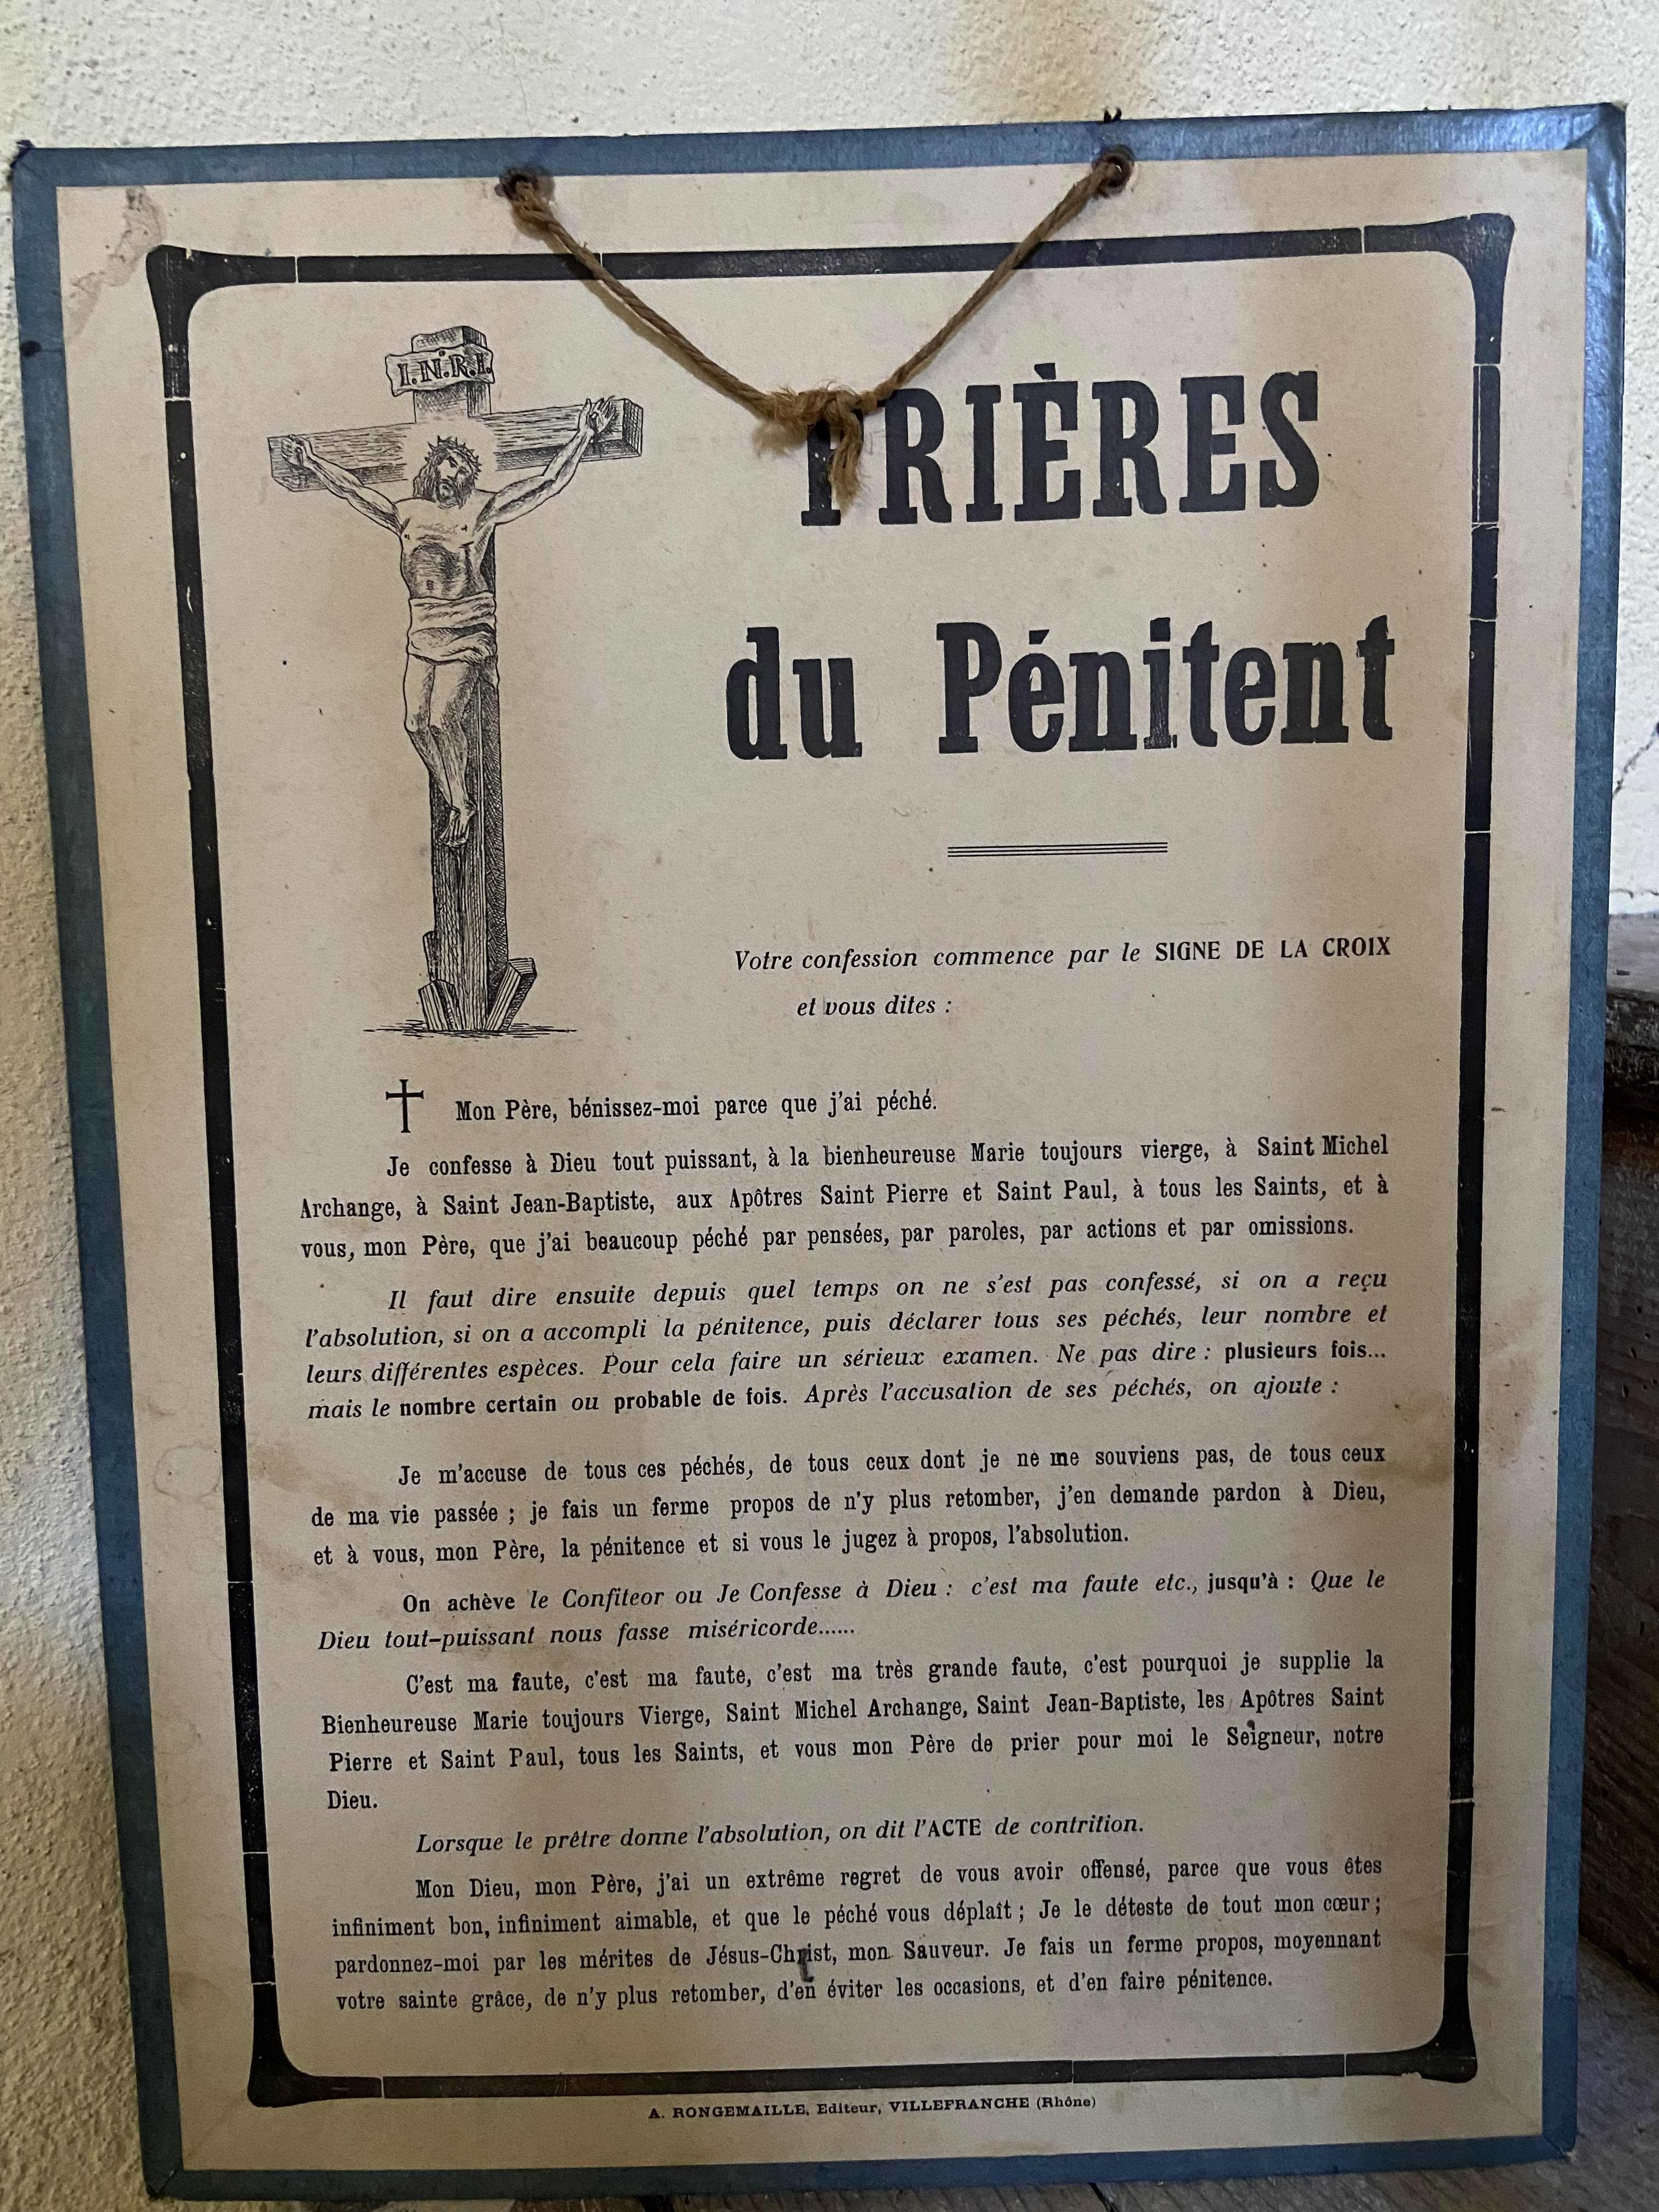 I.N.R.I.
PRIÈRES
du Pénitent
Votre confession commence par le SIGNE DE LA CROIX
et vous dites :
Mon Père, bénissez-moi parce que j'ai péché.
Je confesse à Dieu tout puissant, à la bienheureuse Marie toujours vierge, à Saint Michel
Archange, à Saint Jean-Baptiste, aux Apôtres Saint Pierre et Saint Paul, à tous les Saints, et à
vous, mon Père, que j'ai beaucoup péché par pensées, par paroles, par actions et par omissions.
Il faut dire ensuite depuis quel temps on ne s'est pas confessé, si on a reçu
l'absolution, si on a accompli la pénitence, puis déclarer tous ses péchés, leur nombre et
leurs différentes espèces. Pour cela faire un sérieux examen. Ne pas dire : plusieurs fois...
mais le nombre certain ou probable de fois. Après l'accusation de ses péchés, on ajoute :
Je m'accuse de tous ces péchés, de tous ceux dont je ne me souviens pas, de tous ceux
de ma vie passée ; je fais un ferme propos de n'y plus retomber, j'en demande pardon à Dieu,
et à vous, mon Père, la pénitence et si vous le jugez à propos, l'absolution.
On achève le Confiteor ou Je Confesse à Dieu : c'est ma faute etc., jusqu'à : Que le
Dieu tout-puissant nous fasse miséricorde......
C'est ma faute, c'est ma faute, c'est ma très grande faute, c'est pourquoi je supplie la
Bienheureuse Marie toujours Vierge, Saint Michel Archange, Saint Jean-Baptiste, les Apôtres Saint
Pierre et Saint Paul, tous les Saints, et vous mon Père de prier pour moi le Seigneur, notre
Dieu.
Lorsque le prêtre donne l'absolution, on dit l'ACTE de contrition.
Mon Dieu, mon Père, j'ai un extrême regret de vous avoir offensé, parce que vous êtes
infiniment bon, infiniment aimable, et que le péché vous déplaît ; Je le déteste de tout mon cœur ;
pardonnez-moi par les mérites de Jésus-Christ, mon Sauveur. Je fais un ferme propos, moyennant
votre sainte grâce, de n'y plus retomber, d'en éviter les occasions, et d'en faire pénitence.
A. RONGEMAILLE, Editeur, VILLEFRANCHE (Rhône)